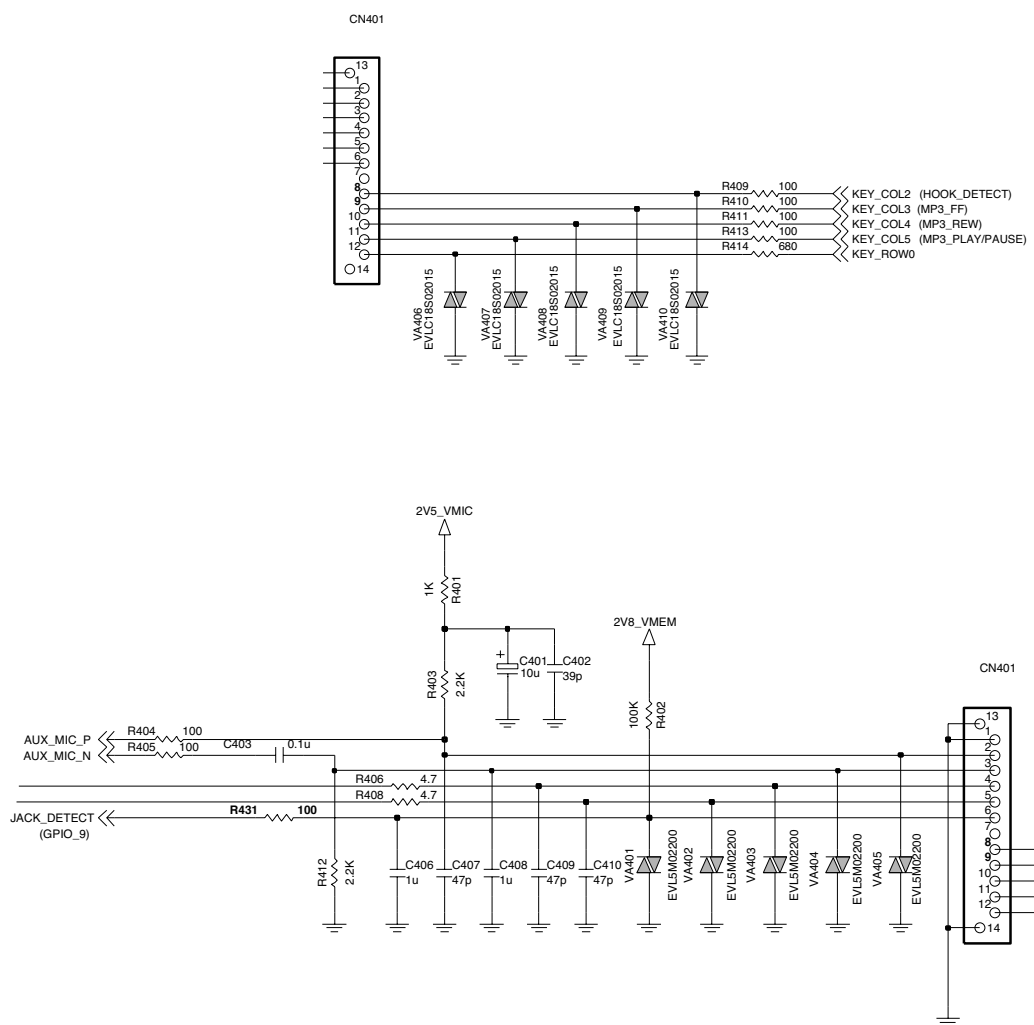 CN401
13
1
2
3
4
5
6
7
8
9
10
11
12
14
R409 100 KEY_COL2 (HOOK_DETECT)
R410 100 KEY_COL3 (MP3_FF)
R411 100 KEY_COL4 (MP3_REW)
R413 100 KEY_COL5 (MP3_PLAY/PAUSE)
R414 680 KEY_ROW0
VA406 EVLC18S02015
VA407 EVLC18S02015
VA408 EVLC18S02015
VA409 EVLC18S02015
VA410 EVLC18S02015
2V5_VMIC
1K R401
2V8_VMEM
+ C401 10u
C402 39p
R403 2.2K
100K R402
CN401
AUX_MIC_P R404 100
AUX_MIC_N R405 100 C403 0.1u
R406 4.7
R408 4.7
JACK_DETECT R431 100
(GPIO_9)
R412 2.2K
C406 1u
C407 47p
C408 1u
C409 47p
C410 47p
VA401 EVL5M02200
VA402 EVL5M02200
VA403 EVL5M02200
VA404 EVL5M02200
VA405 EVL5M02200
13
1
2
3
4
5
6
7
8
9
10
11
12
14